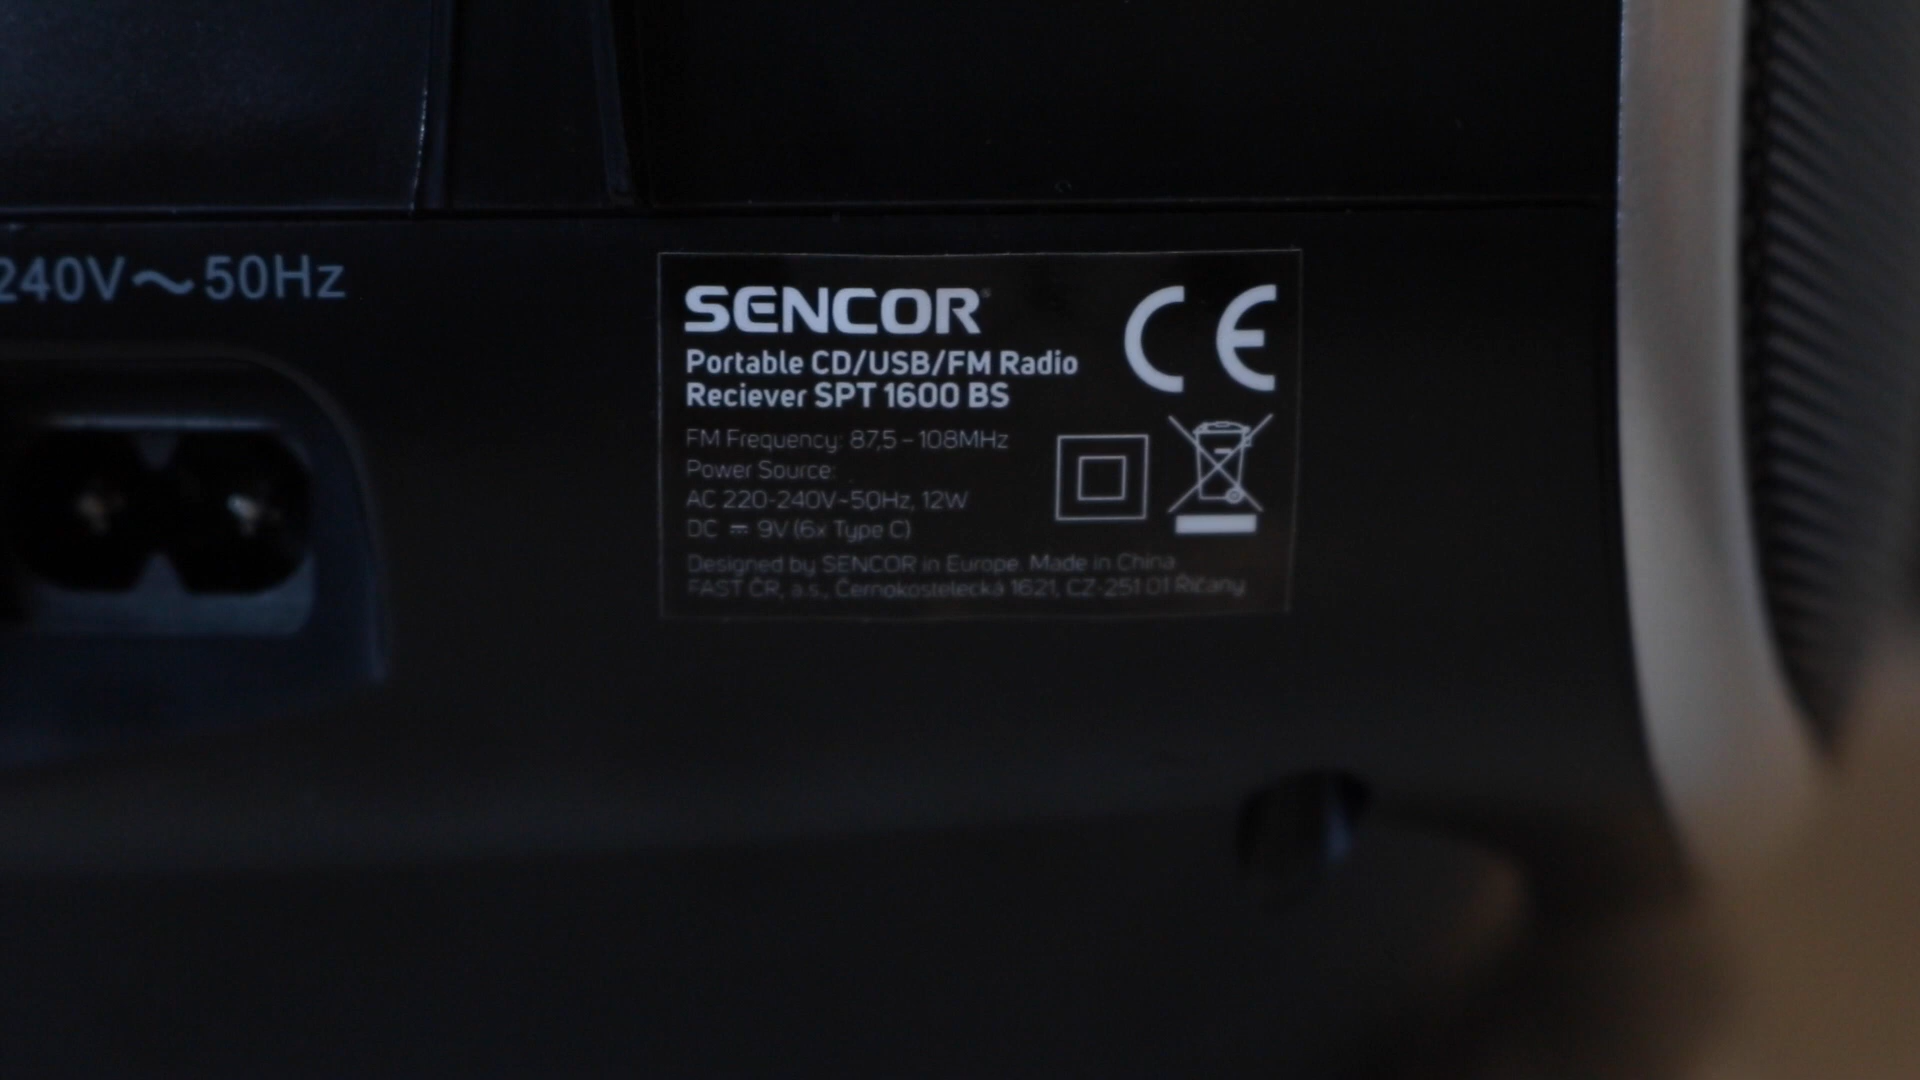 240V~50Hz
SENCOR®
Portable CD/USB/FM Radio
Reciever SPT 1600 BS
FM Frequency: 87,5 – 108MHz
Power Source:
AC 220-240V~50Hz, 12W
DC ⎓ 9V (6x Type C)
Designed by SENCOR in Europe. Made in China
FAST ČR, a.s., Černokostelecká 1621, CZ-251 01 Říčany
CE